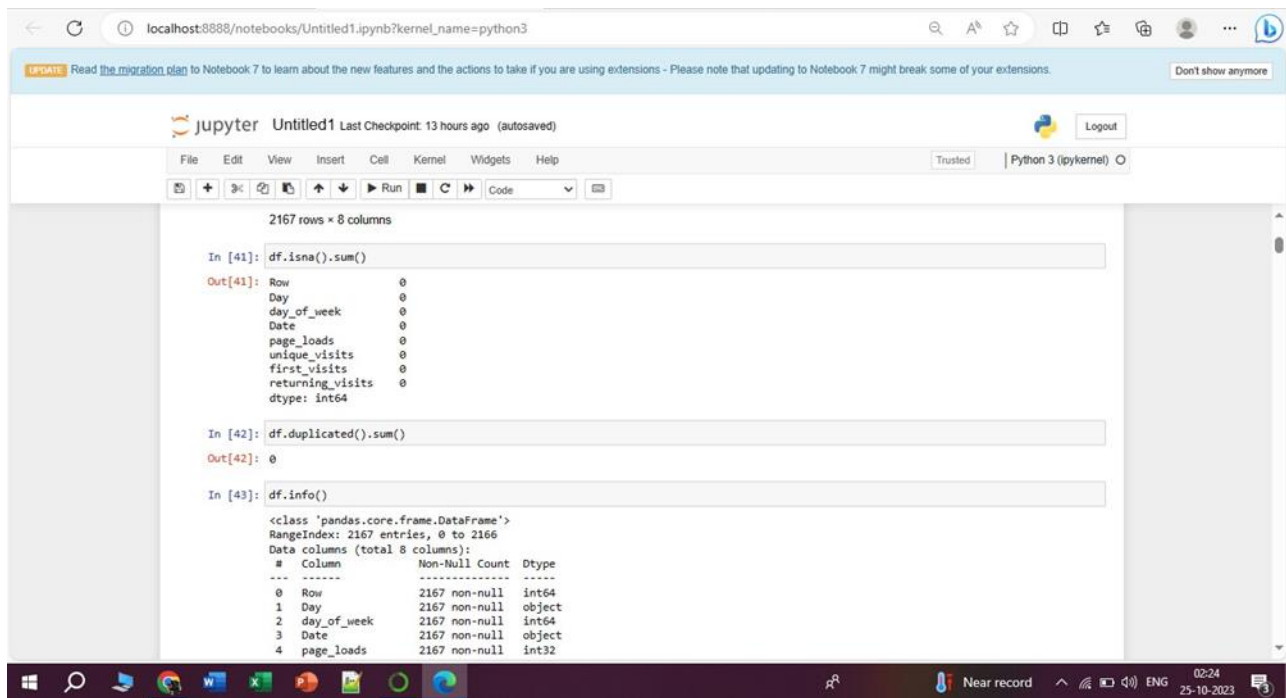 localhost:8888/notebooks/Untitled1.ipynb?kernel_name=python3
UPDATE Read the migration plan to Notebook 7 to learn about the new features and the actions to take if you are using extensions - Please note that updating to Notebook 7 might break some of your extensions. Don't show anymore
jupyter Untitled1 Last Checkpoint: 13 hours ago (autosaved) Logout
File Edit View Insert Cell Kernel Widgets Help Trusted Python 3 (ipykernel)
Run Code
2167 rows × 8 columns
In [41]: df.isna().sum()
Out[41]: Row 0
Day 0
day_of_week 0
Date 0
page_loads 0
unique_visits 0
first_visits 0
returning_visits 0
dtype: int64
In [42]: df.duplicated().sum()
Out[42]: 0
In [43]: df.info()
<class 'pandas.core.frame.DataFrame'>
RangeIndex: 2167 entries, 0 to 2166
Data columns (total 8 columns):
# Column Non-Null Count Dtype
--- ------ -------------- -----
0 Row 2167 non-null int64
1 Day 2167 non-null object
2 day_of_week 2167 non-null int64
3 Date 2167 non-null object
4 page_loads 2167 non-null int32
Near record ENG 02:24
25-10-2023